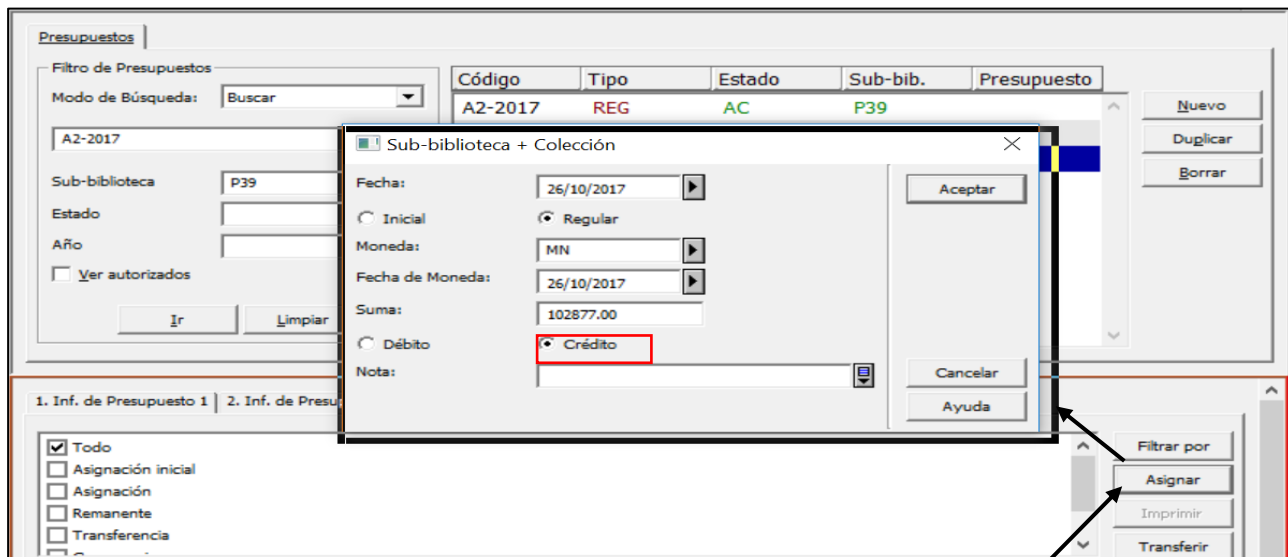 Presupuestos
Filtro de Presupuestos
Modo de Búsqueda: Buscar
A2-2017
Sub-biblioteca P39
Estado
Año
Ver autorizados
Ir Limpiar
Código Tipo Estado Sub-bib. Presupuesto
A2-2017 REG AC P39
Nuevo
Duplicar
Borrar
Sub-biblioteca + Colección
Fecha: 26/10/2017
Inicial Regular
Moneda: MN
Fecha de Moneda: 26/10/2017
Suma: 102877.00
Débito Crédito
Nota:
Aceptar
Cancelar
Ayuda
1. Inf. de Presupuesto 1 2. Inf. de Presu
Todo
Asignación inicial
Asignación
Remanente
Transferencia
Filtrar por
Asignar
Imprimir
Transferir